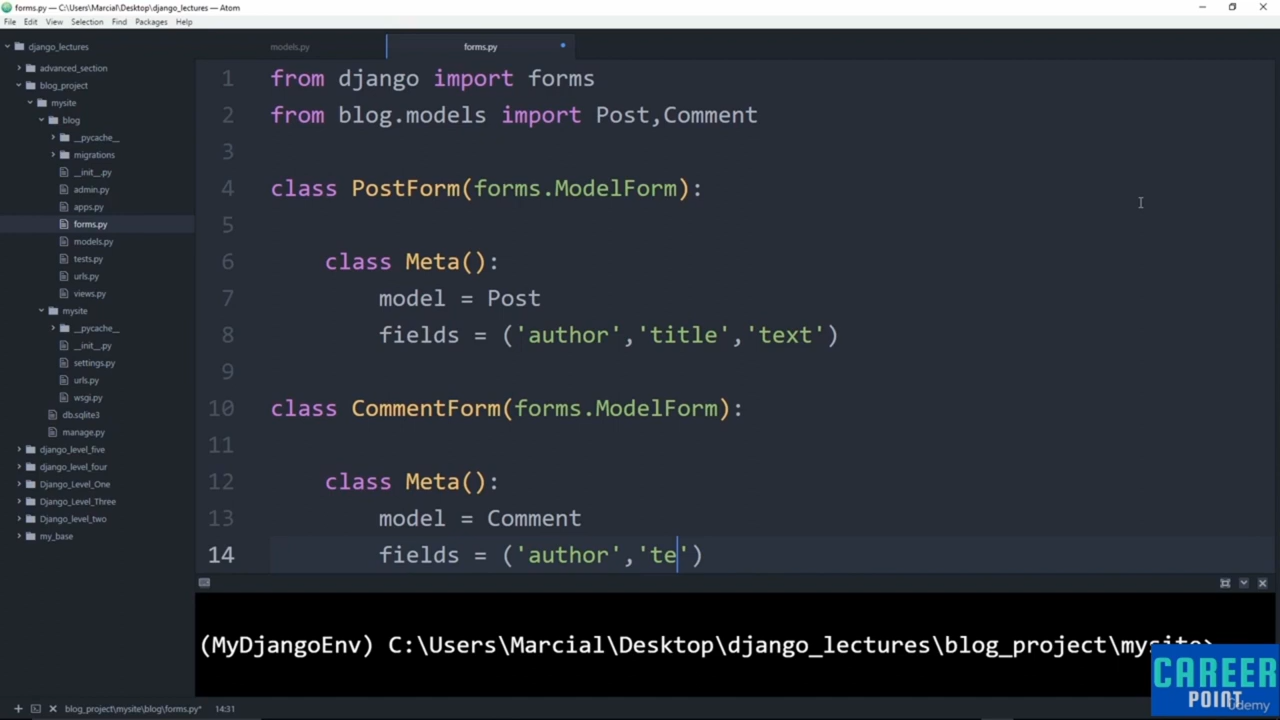 forms.py — C:\Users\Marcial\Desktop\django_lectures — Atom
File Edit View Selection Find Packages Help
django_lectures
advanced_section
blog_project
mysite
blog
__pycache__
migrations
__init__.py
admin.py
apps.py
forms.py
models.py
tests.py
urls.py
views.py
mysite
__pycache__
__init__.py
settings.py
urls.py
wsgi.py
db.sqlite3
manage.py
django_level_five
django_level_four
Django_Level_One
Django_Level_Three
Django_level_two
my_base
models.py
forms.py
1 from django import forms
2 from blog.models import Post,Comment
3
4 class PostForm(forms.ModelForm):
5
6 class Meta():
7 model = Post
8 fields = ('author','title','text')
9
10 class CommentForm(forms.ModelForm):
11
12 class Meta():
13 model = Comment
14 fields = ('author','te')
(MyDjangoEnv) C:\Users\Marcial\Desktop\django_lectures\blog_project\mysite>
CAREER
POINT
Udemy
blog_project\mysite\blog\forms.py* 14:31